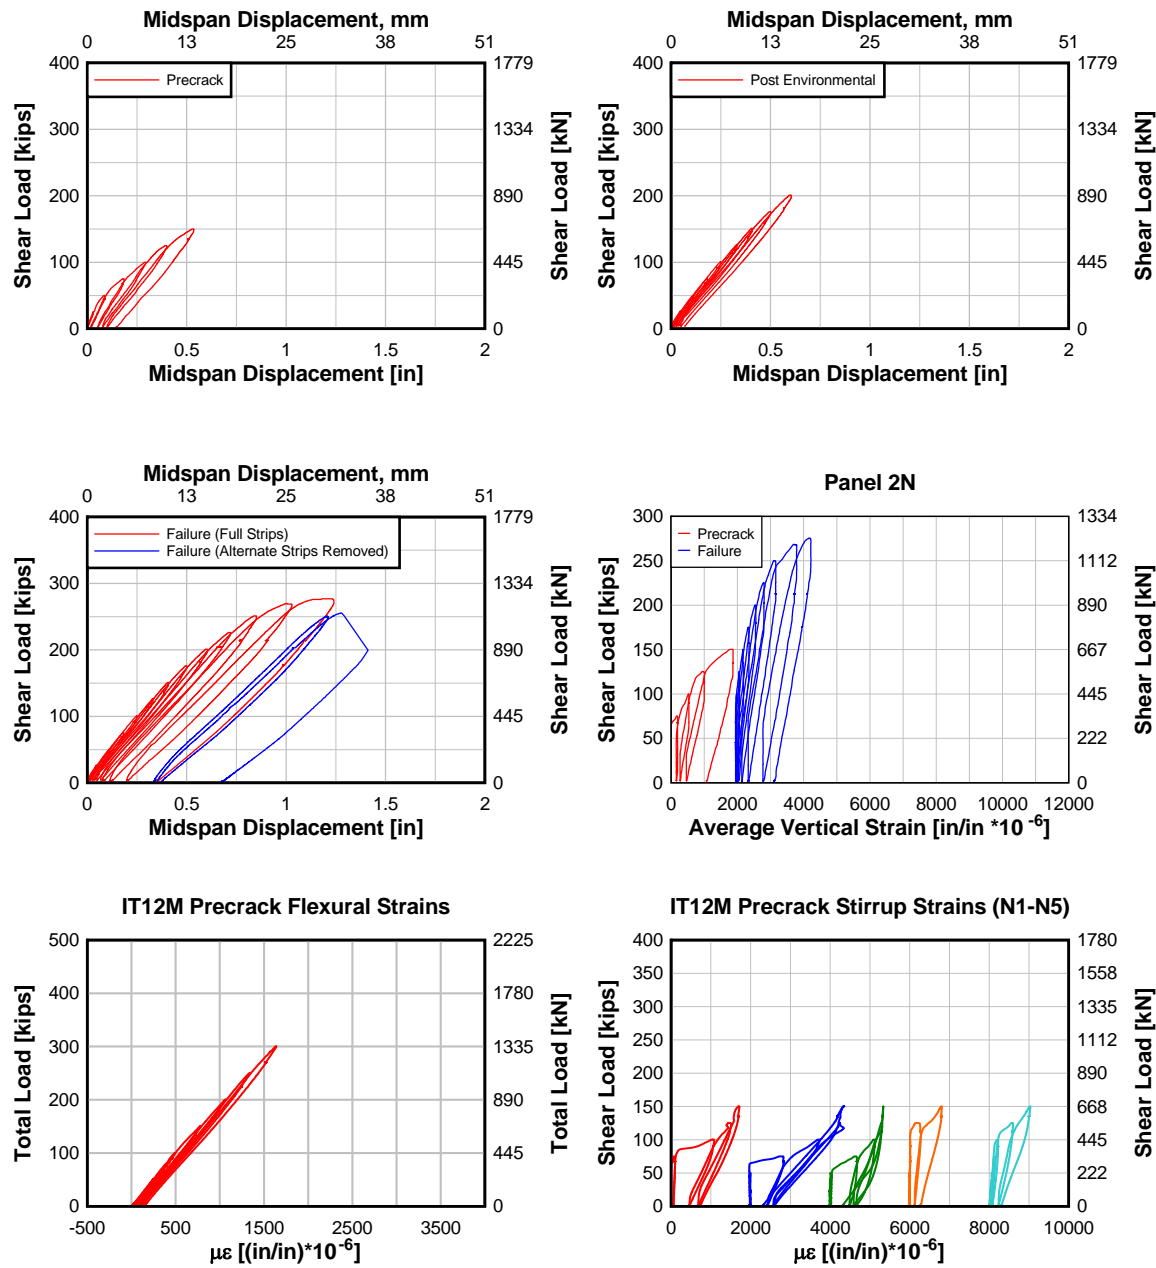 Midspan Displacement, mm
0 13 25 38 51
400 1779
Precrack
300 1334
200 890
100 445
0 0
Shear Load [kips]
Shear Load [kN]
0 0.5 1 1.5 2
Midspan Displacement [in]
Midspan Displacement, mm
0 13 25 38 51
400 1779
Post Environmental
300 1334
200 890
100 445
0 0
Shear Load [kips]
Shear Load [kN]
0 0.5 1 1.5 2
Midspan Displacement [in]
Midspan Displacement, mm
0 13 25 38 51
400 1779
Failure (Full Strips)
Failure (Alternate Strips Removed)
300 1334
200 890
100 445
0 0
Shear Load [kips]
Shear Load [kN]
0 0.5 1 1.5 2
Midspan Displacement [in]
Panel 2N
300 1334
Precrack
Failure
250 1112
200 890
150 667
100 445
50 222
0 0
Shear Load [kips]
Shear Load [kN]
0 2000 4000 6000 8000 10000 12000
Average Vertical Strain [in/in *10 -6]
IT12M Precrack Flexural Strains
500 2225
400 1780
300 1335
200 890
100 445
0 0
Total Load [kips]
Total Load [kN]
-500 500 1500 2500 3500
με [(in/in)*10-6]
IT12M Precrack Stirrup Strains (N1-N5)
400 1780
350 1558
300 1335
250 1112
200 890
150 668
100 445
50 222
0 0
Shear Load [kips]
Shear Load [kN]
0 2000 4000 6000 8000 10000
με [(in/in)*10-6]